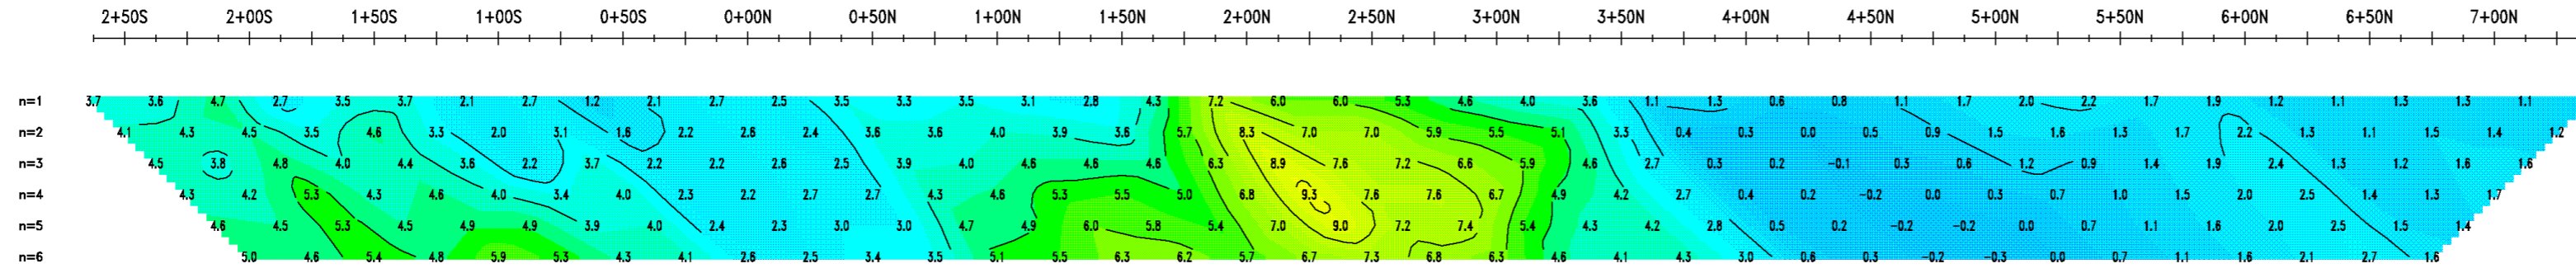 2+50S 2+00S 1+50S 1+00S 0+50S 0+00N 0+50N 1+00N 1+50N 2+00N 2+50N 3+00N 3+50N 4+00N 4+50N 5+00N 5+50N 6+00N 6+50N 7+00N
n=1 3.7 3.6 4.7 2.7 3.5 3.7 2.1 2.7 1.2 2.1 2.7 2.5 3.5 3.3 3.5 3.1 2.8 4.3 7.2 6.0 6.0 5.3 4.6 4.0 3.6 1.1 1.3 0.6 0.8 1.1 1.7 2.0 2.2 1.7 1.9 1.2 1.1 1.3 1.3 1.1
n=2 4.1 4.3 4.5 3.5 4.6 3.3 2.0 3.1 1.6 2.2 2.6 2.4 3.6 3.6 4.0 3.9 3.6 5.7 8.3 7.0 7.0 5.9 5.5 5.1 3.3 0.4 0.3 0.0 0.5 0.9 1.5 1.6 1.3 1.7 2.2 1.3 1.1 1.5 1.4 1.2
n=3 4.5 3.8 4.8 4.0 4.4 3.6 2.2 3.7 2.2 2.2 2.6 2.5 3.9 4.0 4.6 4.6 4.6 6.3 8.9 7.6 7.2 6.6 5.9 4.6 2.7 0.3 0.2 -0.1 0.3 0.6 1.2 0.9 1.4 1.9 2.4 1.3 1.2 1.6 1.6
n=4 4.3 4.2 5.3 4.3 4.6 4.0 3.4 4.0 2.3 2.2 2.7 2.7 4.3 4.6 5.3 5.5 5.0 6.8 9.3 7.6 7.6 6.7 4.9 4.2 2.7 0.4 0.2 -0.2 0.0 0.3 0.7 1.0 1.5 2.0 2.5 1.4 1.3 1.7
n=5 4.6 4.5 5.3 4.5 4.9 4.9 3.9 4.0 2.4 2.3 3.0 3.0 4.7 4.9 6.0 5.8 5.4 7.0 9.0 7.2 7.4 5.4 4.3 4.2 2.8 0.5 0.2 -0.2 -0.2 0.0 0.7 1.1 1.6 2.0 2.5 1.5 1.4
n=6 5.0 4.6 5.4 4.8 5.9 5.3 4.3 4.1 2.6 2.5 3.4 3.5 5.1 5.5 6.3 6.2 5.7 6.7 7.3 6.8 6.3 4.6 4.1 4.3 3.0 0.6 0.3 -0.2 -0.3 0.0 0.7 1.1 1.6 2.1 2.7 1.6